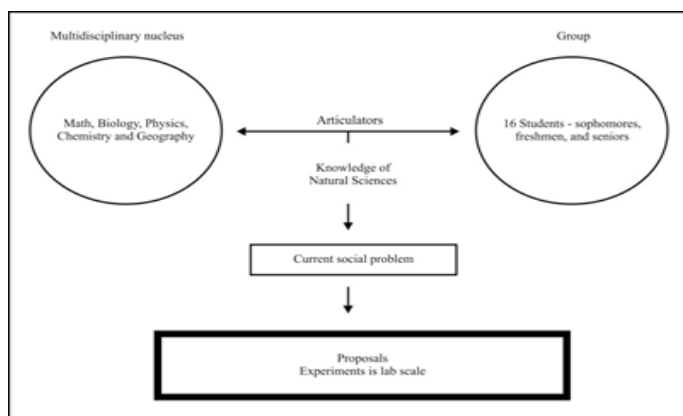 Multidisciplinary nucleus
Group
Math, Biology, Physics,
Chemistry and Geography
Articulators
16 Students - sophomores,
freshmen, and seniors
Knowledge of
Natural Sciences
Current social problem
Proposals
Experiments is lab scale